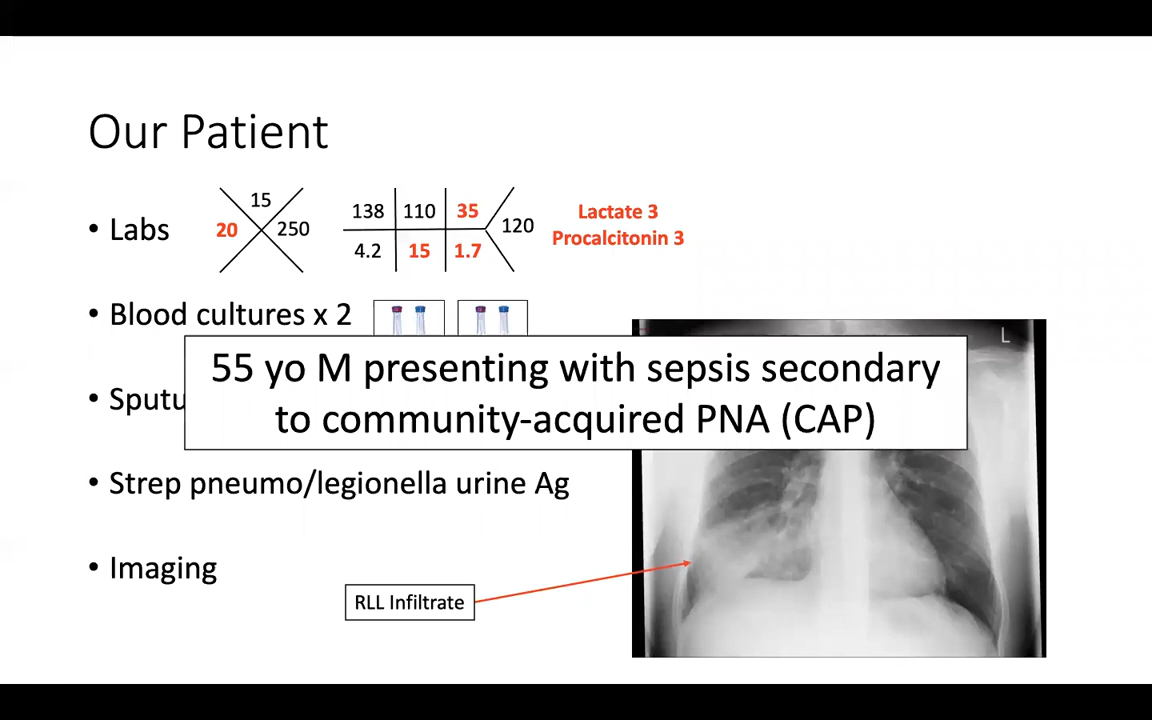 Our Patient
• Labs
15
20
250
138 110 35
120
4.2 15 1.7
Lactate 3
Procalcitonin 3
• Blood cultures x 2
L
55 yo M presenting with sepsis secondary
to community-acquired PNA (CAP)
• Sputu
• Strep pneumo/legionella urine Ag
• Imaging
RLL Infiltrate